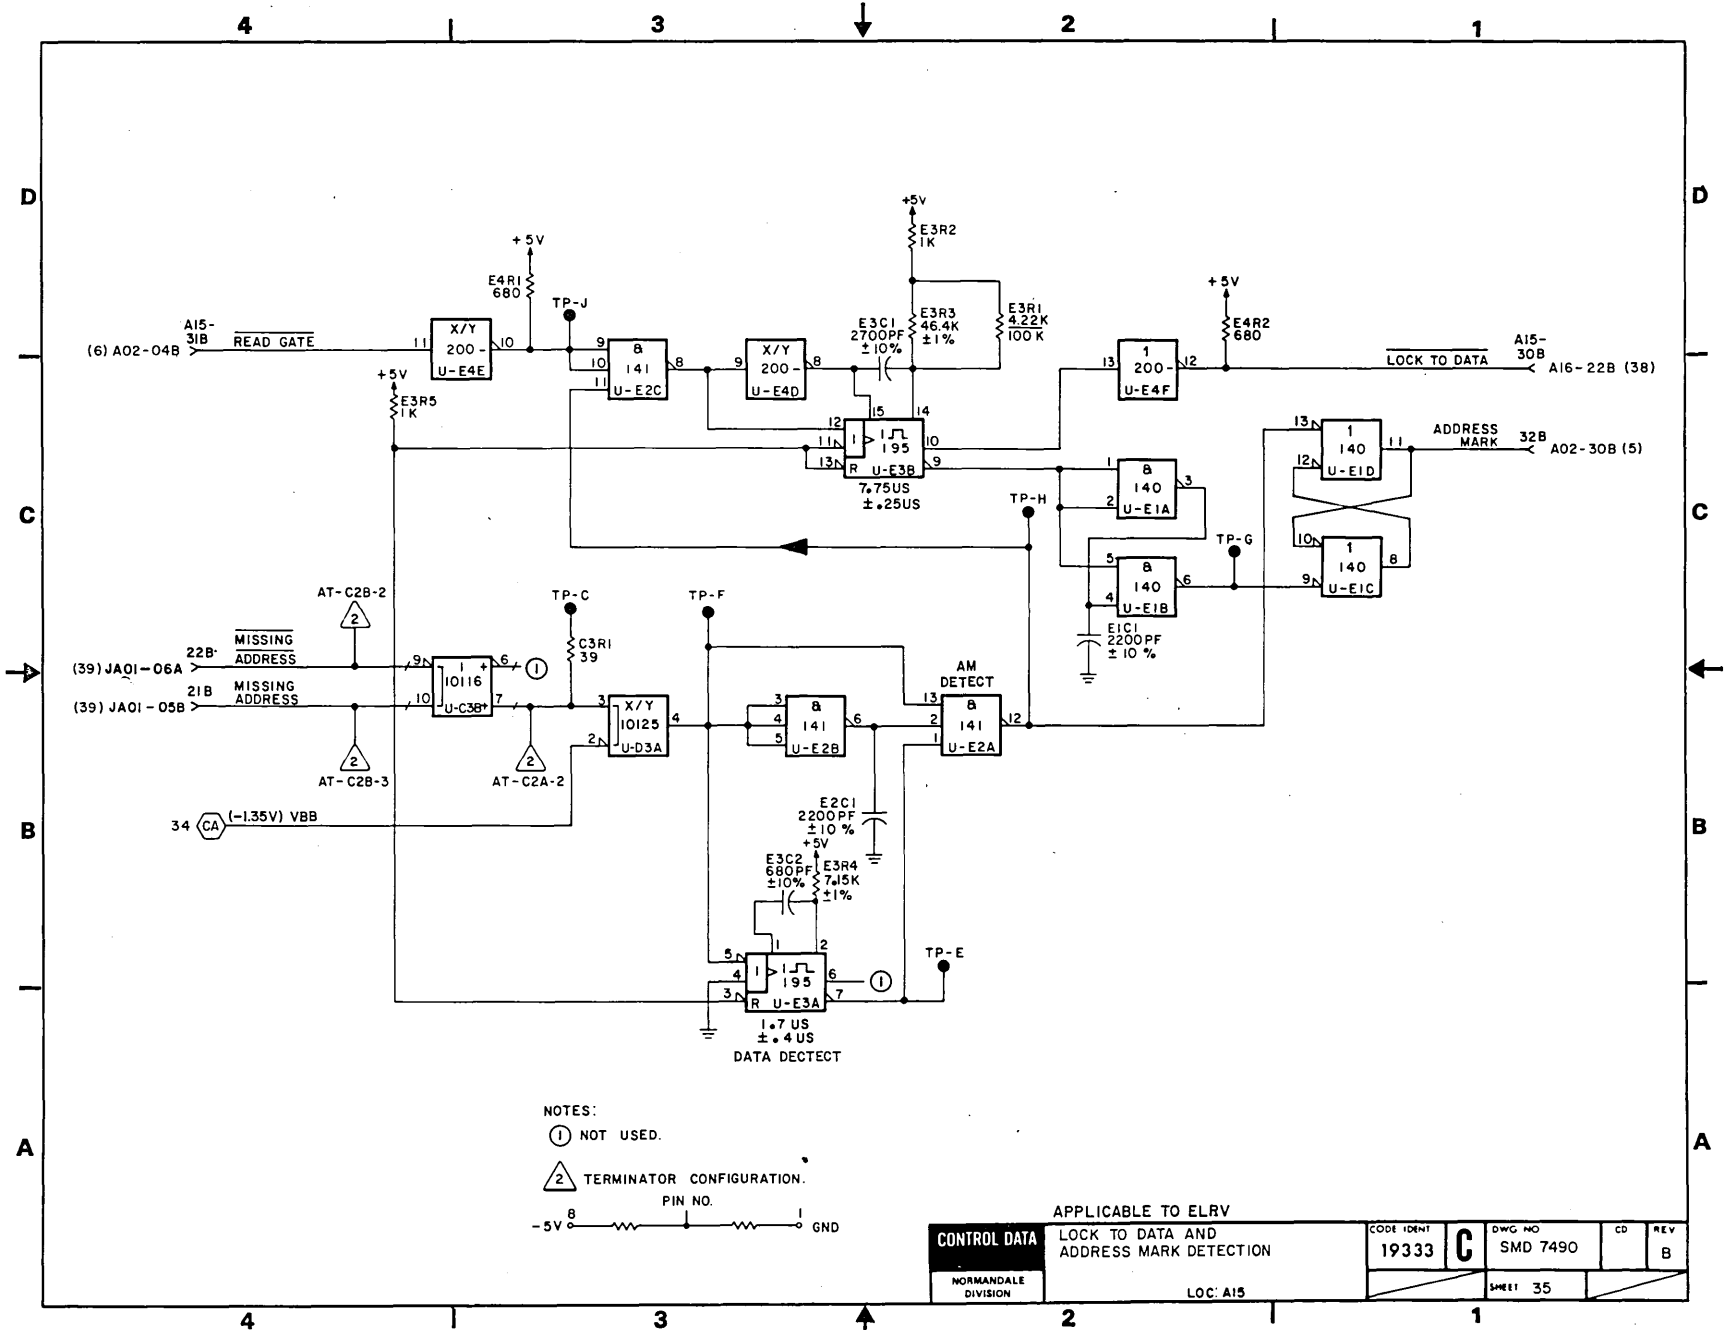 4 3 2 1
D D
+5V
E3R2
1K
+5V
E4R1
680
TP-J
+5V
E4R2
680
E3R3
46.4K
±1%
E3R1
4.22K
100K
E3C1
2700PF
±10%
A15-
31B
(6) A02-04B
READ GATE
11
X/Y
200-
U-E4E
10
9
10
11
&
141
U-E2C
8
9
X/Y
200-
U-E4D
8
13
1
200-
U-E4F
12
LOCK TO DATA
A15-
30B
A16-22B (38)
+5V
E3R5
1K
15
14
12
11
13
1
R
1
195
U-E3B
10
9
7.75US
±.25US
13
12
1
140
U-E1D
11
ADDRESS
MARK
32B
A02-30B (5)
TP-H
1
2
&
140
U-E1A
3
C C
TP-G
10
9
1
140
U-E1C
8
5
4
&
140
U-E1B
6
E1C1
2200PF
±10%
AT-C2B-2
2
TP-C
C3R1
39
TP-F
(39) JA01-06A
22B
MISSING
ADDRESS
9
10
1 +
10116
U-C3B+
6
7
1
(39) JA01-05B
21B
MISSING
ADDRESS
2
AT-C2B-3
2
AT-C2A-2
3
2
X/Y
10125
U-D3A
4
3
4
5
&
141
U-E2B
6
AM
DETECT
13
2
1
&
141
U-E2A
12
34 CA (-1.35V) VBB
B B
E2C1
2200PF
±10%
+5V
E3C2
680PF
±10%
E3R4
7.15K
±1%
1
2
5
4
3
1
R
1
195
U-E3A
6
7
1
TP-E
1.7 US
±.4US
DATA DECTECT
A A
NOTES:
1 NOT USED.
2 TERMINATOR CONFIGURATION.
PIN NO.
-5V 8 1 GND
APPLICABLE TO ELRV
CONTROL DATA
NORMANDALE
DIVISION
LOCK TO DATA AND
ADDRESS MARK DETECTION
LOC: A15
CODE IDENT
19333
C
DWG NO
SMD 7490
CD
REV
B
SHEET 35
4 3 2 1